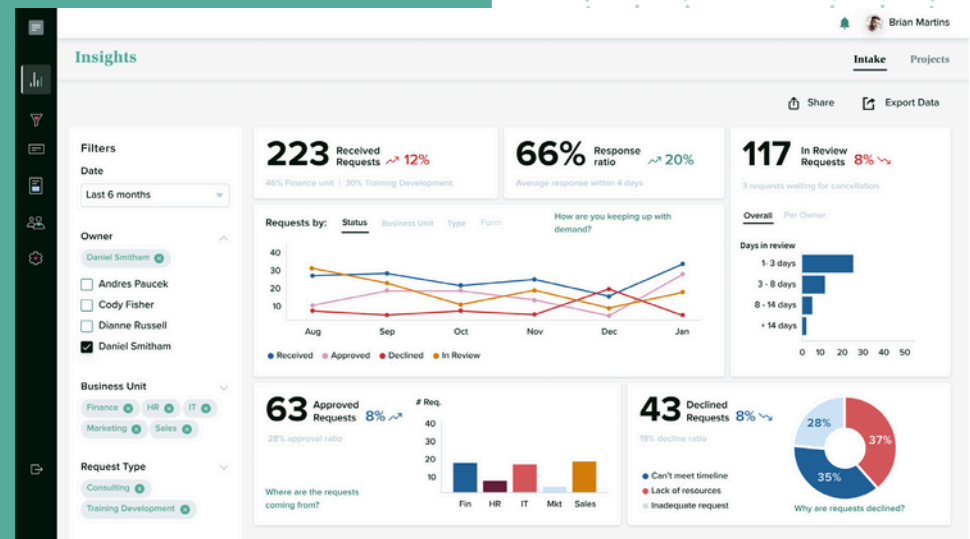 Brian Martins
Insights
Intake Projects
Share Export Data
Filters
Date
Last 6 months
Owner
Daniel Smitham
Andres Paucek
Cody Fisher
Dianne Russell
Daniel Smitham
Business Unit
Finance HR IT
Marketing Sales
Request Type
Consulting
Training Development
223 Received Requests 12%
46% Finance unit | 30% Training Development
66% Response ratio 20%
Average response within 4 days
117 In Review Requests 8%
3 requests waiting for cancellation
Overall Per Owner
Days in review
1- 3 days
3 - 8 days
8 - 14 days
+ 14 days
0 10 20 30 40 50
Requests by: Status Business Unit Type Form
How are you keeping up with
demand?
40
30
20
10
Aug Sep Oct Nov Dec Jan
Received Approved Declined In Review
63 Approved Requests 8%
28% approval ratio
Where are the requests
coming from?
# Req.
40
30
20
10
Fin HR IT Mkt Sales
43 Declined Requests 8%
19% decline ratio
Can't meet timeline
Lack of resources
Inadequate request
28%
37%
35%
Why are requests declined?